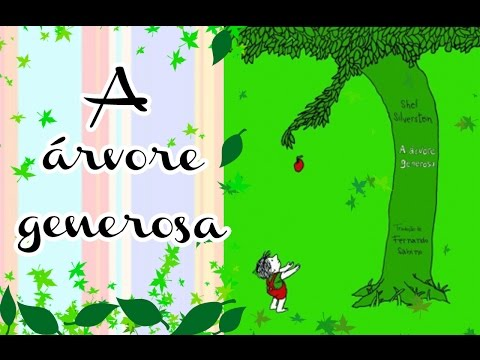 A
árvore
generosa
Shel
Silverstein
A árvore
generosa
Tradução de
Fernando
Sabino